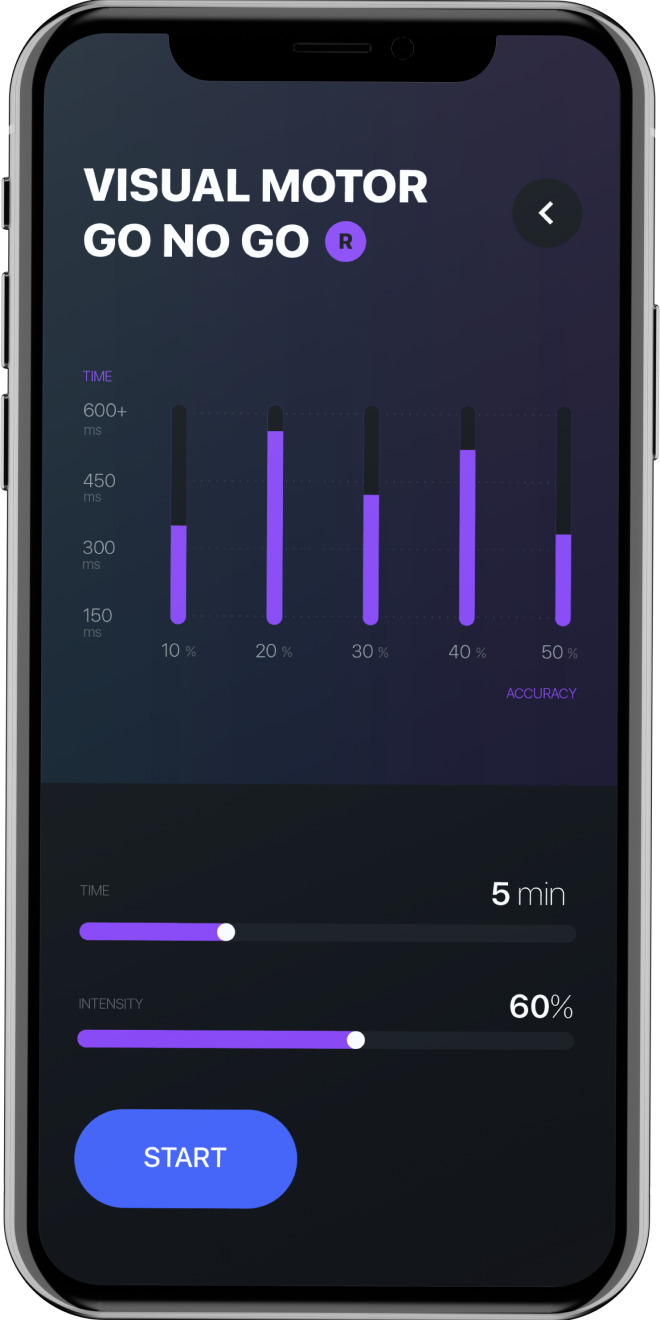 VISUAL MOTOR
GO NO GO R
TIME
600+
ms
450
ms
300
ms
150
ms
10 % 20 % 30 % 40 % 50 %
ACCURACY
TIME 5 min
INTENSITY 60%
START